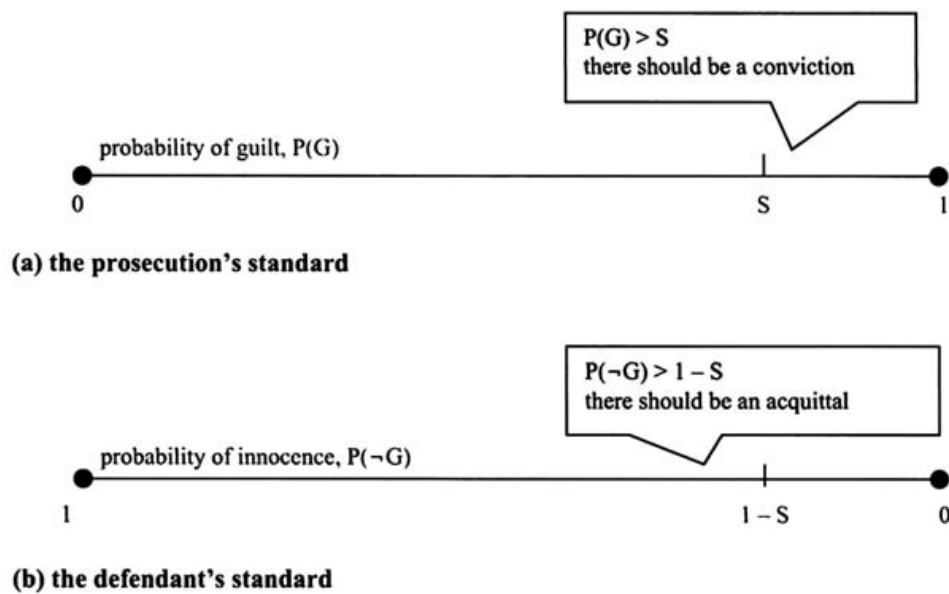 P(G) > S
there should be a conviction
probability of guilt, P(G)
0
S
1
(a) the prosecution's standard
P(¬G) > 1 – S
there should be an acquittal
probability of innocence, P(¬G)
1
1 – S
0
(b) the defendant's standard